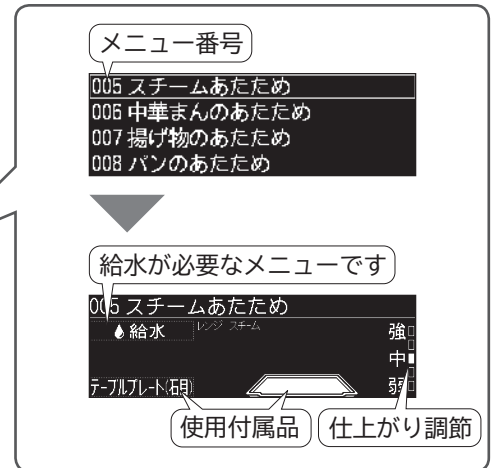 メニュー番号
005 スチームあたため
006 中華まんのあたため
007 揚げ物のあたため
008 パンのあたため
給水が必要なメニューです
005 スチームあたため
給水 レンジ スチーム 強
中
テーブルプレート 弱
使用付属品 仕上がり調節